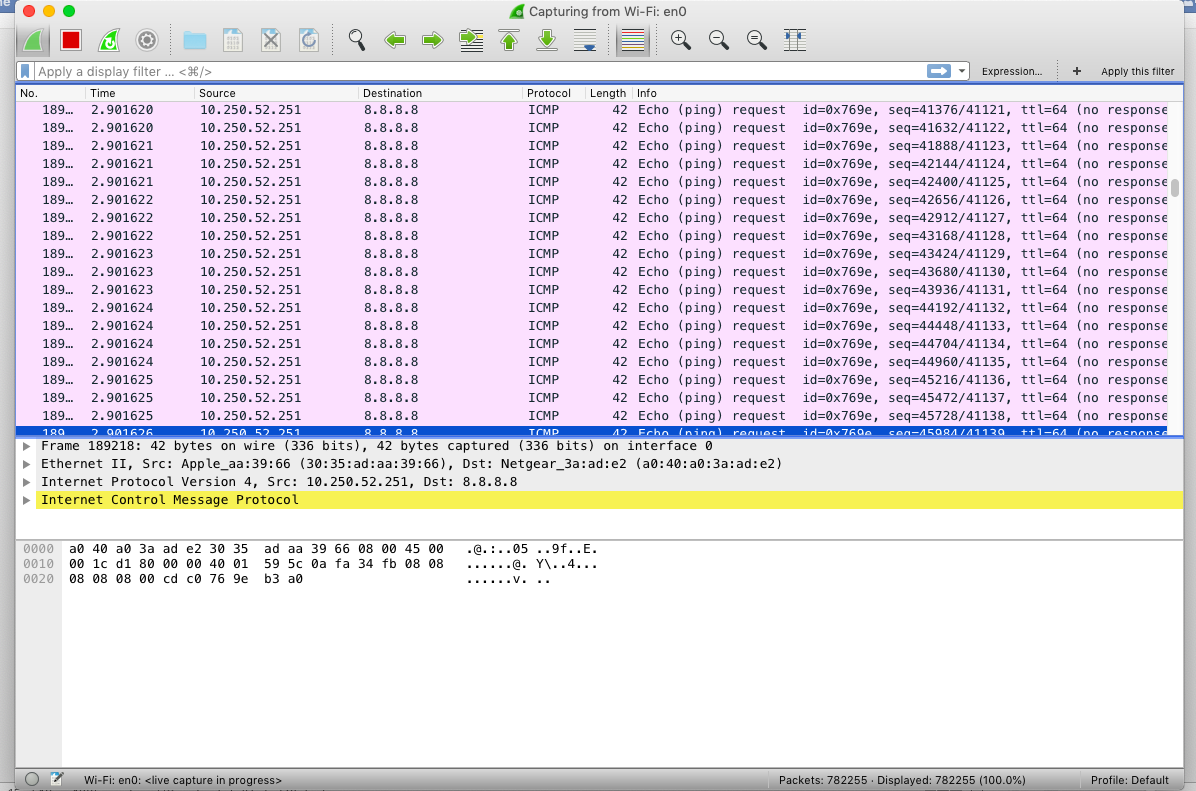 Capturing from Wi-Fi: en0
Apply a display filter ... <⌘/>
Expression...
+
Apply this filter
No. Time Source Destination Protocol Length Info
189… 2.901620 10.250.52.251 8.8.8.8 ICMP 42 Echo (ping) request id=0x769e, seq=41376/41121, ttl=64 (no response
189… 2.901620 10.250.52.251 8.8.8.8 ICMP 42 Echo (ping) request id=0x769e, seq=41632/41122, ttl=64 (no response
189… 2.901621 10.250.52.251 8.8.8.8 ICMP 42 Echo (ping) request id=0x769e, seq=41888/41123, ttl=64 (no response
189… 2.901621 10.250.52.251 8.8.8.8 ICMP 42 Echo (ping) request id=0x769e, seq=42144/41124, ttl=64 (no response
189… 2.901621 10.250.52.251 8.8.8.8 ICMP 42 Echo (ping) request id=0x769e, seq=42400/41125, ttl=64 (no response
189… 2.901622 10.250.52.251 8.8.8.8 ICMP 42 Echo (ping) request id=0x769e, seq=42656/41126, ttl=64 (no response
189… 2.901622 10.250.52.251 8.8.8.8 ICMP 42 Echo (ping) request id=0x769e, seq=42912/41127, ttl=64 (no response
189… 2.901622 10.250.52.251 8.8.8.8 ICMP 42 Echo (ping) request id=0x769e, seq=43168/41128, ttl=64 (no response
189… 2.901623 10.250.52.251 8.8.8.8 ICMP 42 Echo (ping) request id=0x769e, seq=43424/41129, ttl=64 (no response
189… 2.901623 10.250.52.251 8.8.8.8 ICMP 42 Echo (ping) request id=0x769e, seq=43680/41130, ttl=64 (no response
189… 2.901623 10.250.52.251 8.8.8.8 ICMP 42 Echo (ping) request id=0x769e, seq=43936/41131, ttl=64 (no response
189… 2.901624 10.250.52.251 8.8.8.8 ICMP 42 Echo (ping) request id=0x769e, seq=44192/41132, ttl=64 (no response
189… 2.901624 10.250.52.251 8.8.8.8 ICMP 42 Echo (ping) request id=0x769e, seq=44448/41133, ttl=64 (no response
189… 2.901624 10.250.52.251 8.8.8.8 ICMP 42 Echo (ping) request id=0x769e, seq=44704/41134, ttl=64 (no response
189… 2.901624 10.250.52.251 8.8.8.8 ICMP 42 Echo (ping) request id=0x769e, seq=44960/41135, ttl=64 (no response
189… 2.901625 10.250.52.251 8.8.8.8 ICMP 42 Echo (ping) request id=0x769e, seq=45216/41136, ttl=64 (no response
189… 2.901625 10.250.52.251 8.8.8.8 ICMP 42 Echo (ping) request id=0x769e, seq=45472/41137, ttl=64 (no response
189… 2.901625 10.250.52.251 8.8.8.8 ICMP 42 Echo (ping) request id=0x769e, seq=45728/41138, ttl=64 (no response
189… 2.901626 10.250.52.251 8.8.8.8 ICMP 42 Echo (ping) request id=0x769e, seq=45984/41139, ttl=64 (no response
Frame 189218: 42 bytes on wire (336 bits), 42 bytes captured (336 bits) on interface 0
Ethernet II, Src: Apple_aa:39:66 (30:35:ad:aa:39:66), Dst: Netgear_3a:ad:e2 (a0:40:a0:3a:ad:e2)
Internet Protocol Version 4, Src: 10.250.52.251, Dst: 8.8.8.8
Internet Control Message Protocol
0000 a0 40 a0 3a ad e2 30 35 ad aa 39 66 08 00 45 00 .@.:..05 ..9f..E.
0010 00 1c d1 80 00 00 40 01 59 5c 0a fa 34 fb 08 08 ......@. Y\..4...
0020 08 08 08 00 cd c0 76 9e b3 a0 ......v. ..
Wi-Fi: en0: <live capture in progress>
Packets: 782255 · Displayed: 782255 (100.0%)
Profile: Default